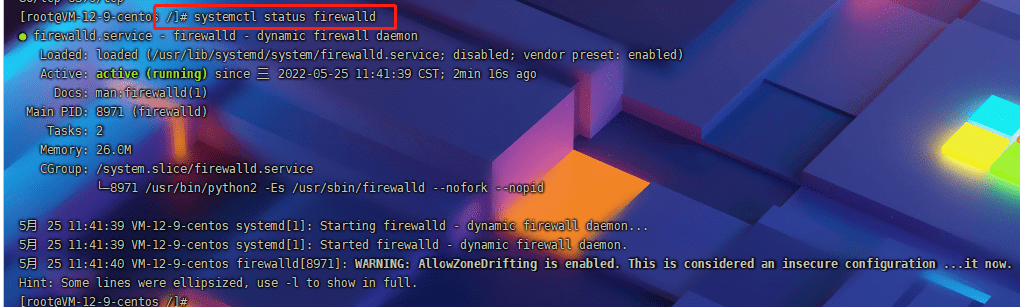 [root@VM-12-9-centos /]# systemctl status firewalld
● firewalld.service - firewalld - dynamic firewall daemon
Loaded: loaded (/usr/lib/systemd/system/firewalld.service; disabled; vendor preset: enabled)
Active: active (running) since 三 2022-05-25 11:41:39 CST; 2min 16s ago
Docs: man:firewalld(1)
Main PID: 8971 (firewalld)
Tasks: 2
Memory: 26.0M
CGroup: /system.slice/firewalld.service
└─8971 /usr/bin/python2 -Es /usr/sbin/firewalld --nofork --nopid
5月 25 11:41:39 VM-12-9-centos systemd[1]: Starting firewalld - dynamic firewall daemon...
5月 25 11:41:39 VM-12-9-centos systemd[1]: Started firewalld - dynamic firewall daemon.
5月 25 11:41:40 VM-12-9-centos firewalld[8971]: WARNING: AllowZoneDrifting is enabled. This is considered an insecure configuration ...it now.
Hint: Some lines were ellipsized, use -l to show in full.
[root@VM-12-9-centos /]#